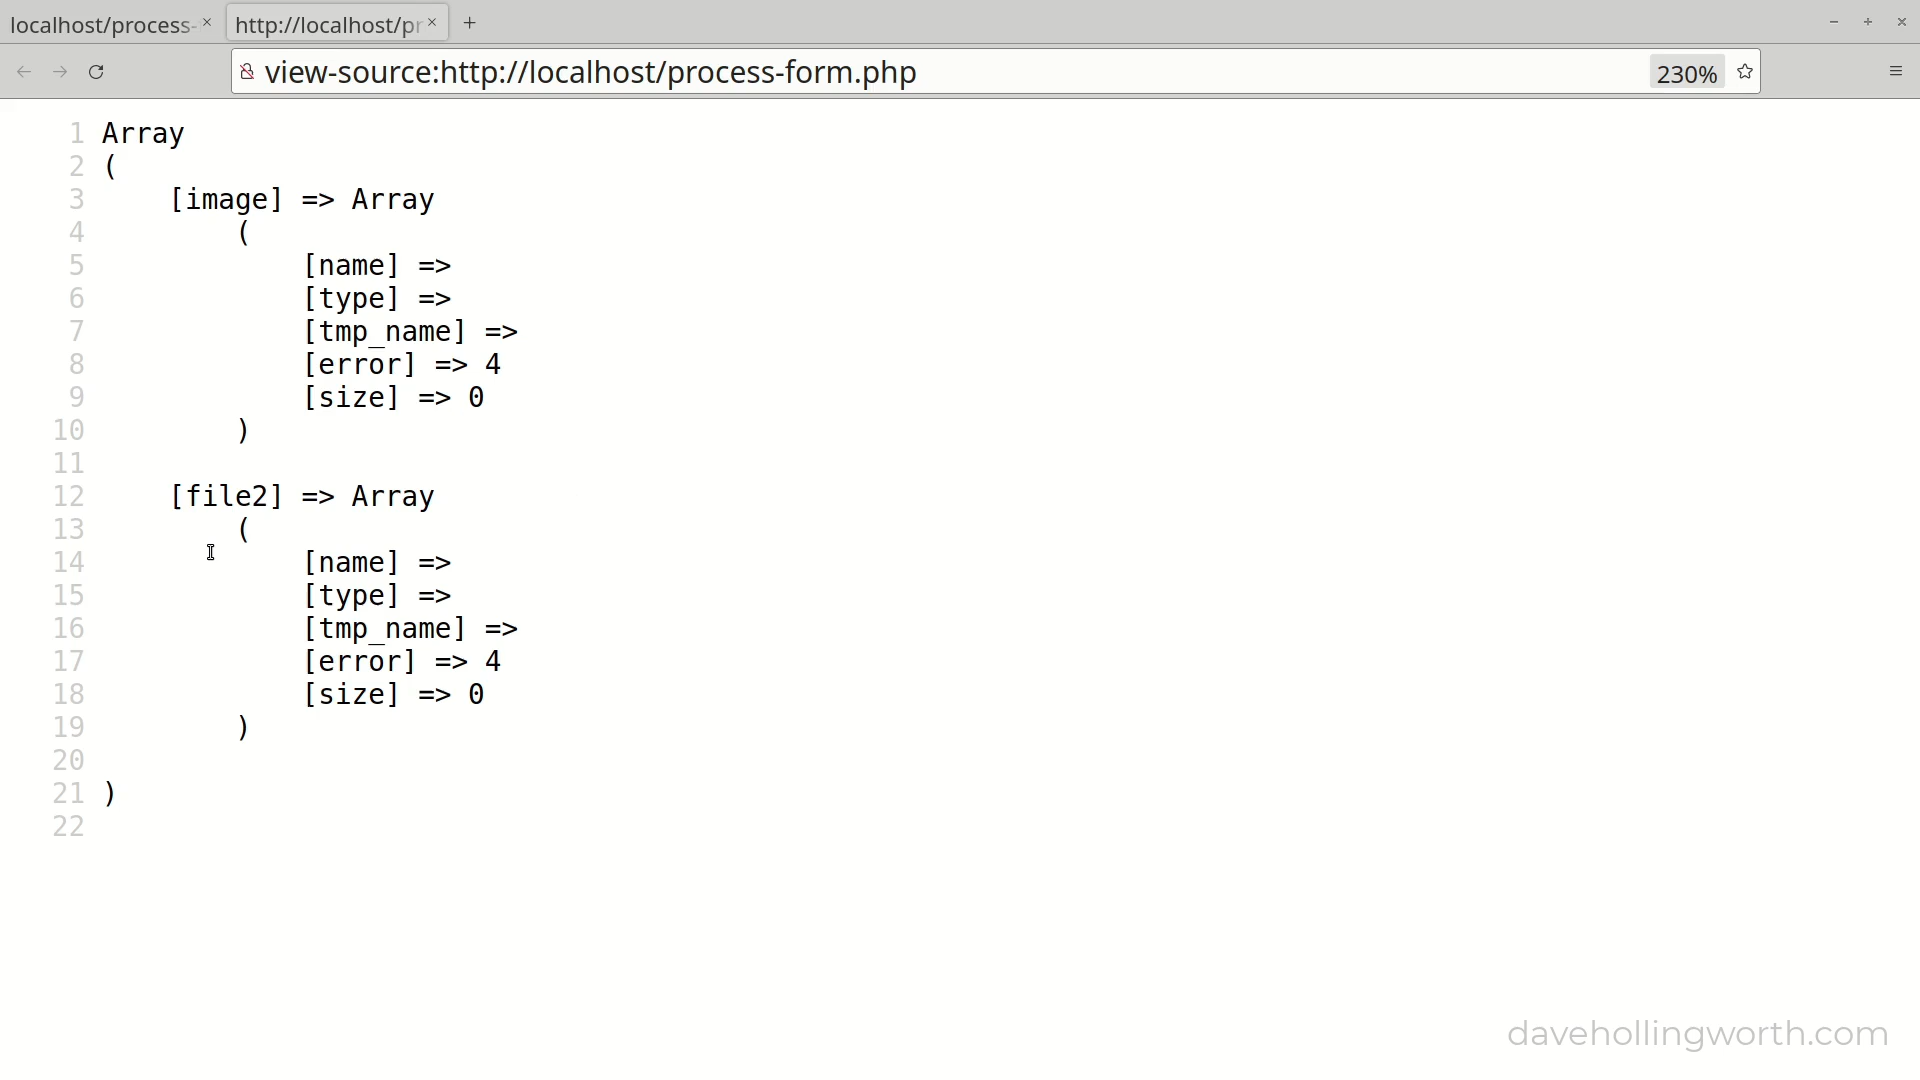 localhost/process-
http://localhost/pr
view-source:http://localhost/process-form.php
230%
1 Array
2 (
3     [image] => Array
4         (
5             [name] =>
6             [type] =>
7             [tmp_name] =>
8             [error] => 4
9             [size] => 0
10         )
11
12     [file2] => Array
13         (
14             [name] =>
15             [type] =>
16             [tmp_name] =>
17             [error] => 4
18             [size] => 0
19         )
20
21 )
22
davehollingworth.com